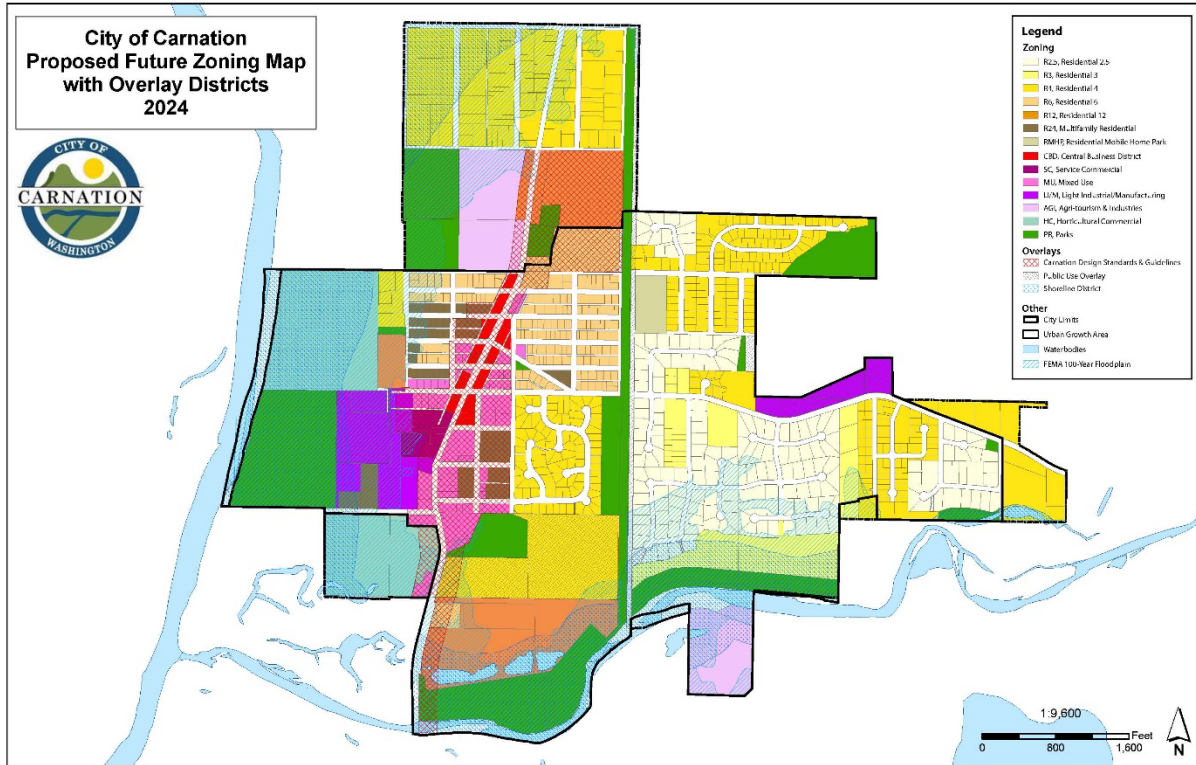 City of Carnation
Proposed Future Zoning Map
with Overlay Districts
2024
CITY OF
CARNATION
WASHINGTON
Legend
Zoning
R2.5, Residential 2.5
R3, Residential 3
R4, Residential 4
R6, Residential 6
R12, Residential 12
R24, Multifamily Residential
RMHP, Residential Mobile Home Park
CBD, Central Business District
SC, Service Commercial
MU, Mixed Use
LI/M, Light Industrial/Manufacturing
AGI, Agri-tourism & Industries
HC, Horticultural Commercial
PR, Parks
Overlays
Carnation Design Standards & Guidelines
Public Use Overlay
Shoreline District
Other
City Limits
Urban Growth Area
Waterbodies
FEMA 100-Year Floodplain
1:9,600
Feet
0 800 1,600
N